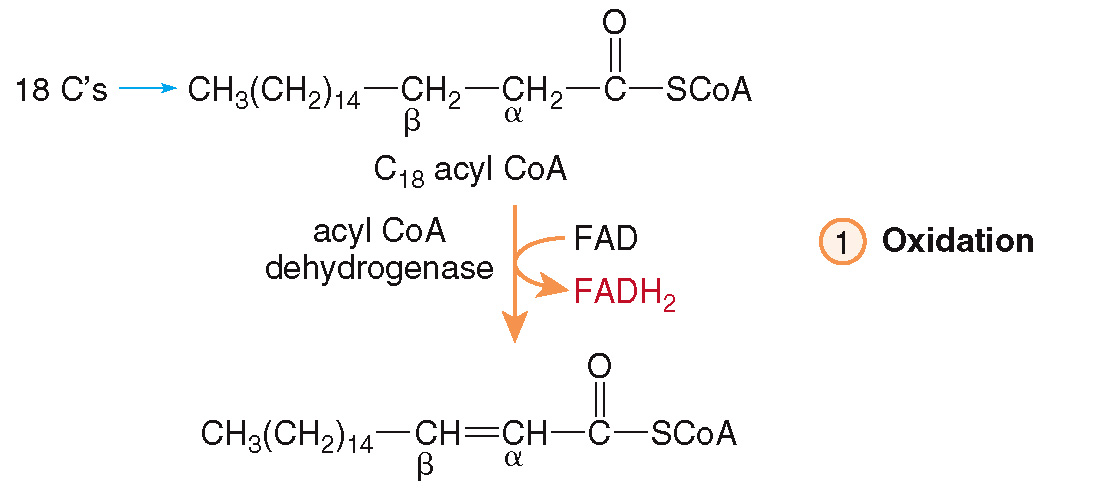 O
18 C's → CH₃(CH₂)₁₄—CH₂—CH₂—C—SCoA
β α
C₁₈ acyl CoA
acyl CoA
dehydrogenase
FAD
FADH₂
1 Oxidation
O
CH₃(CH₂)₁₄—CH=CH—C—SCoA
β α